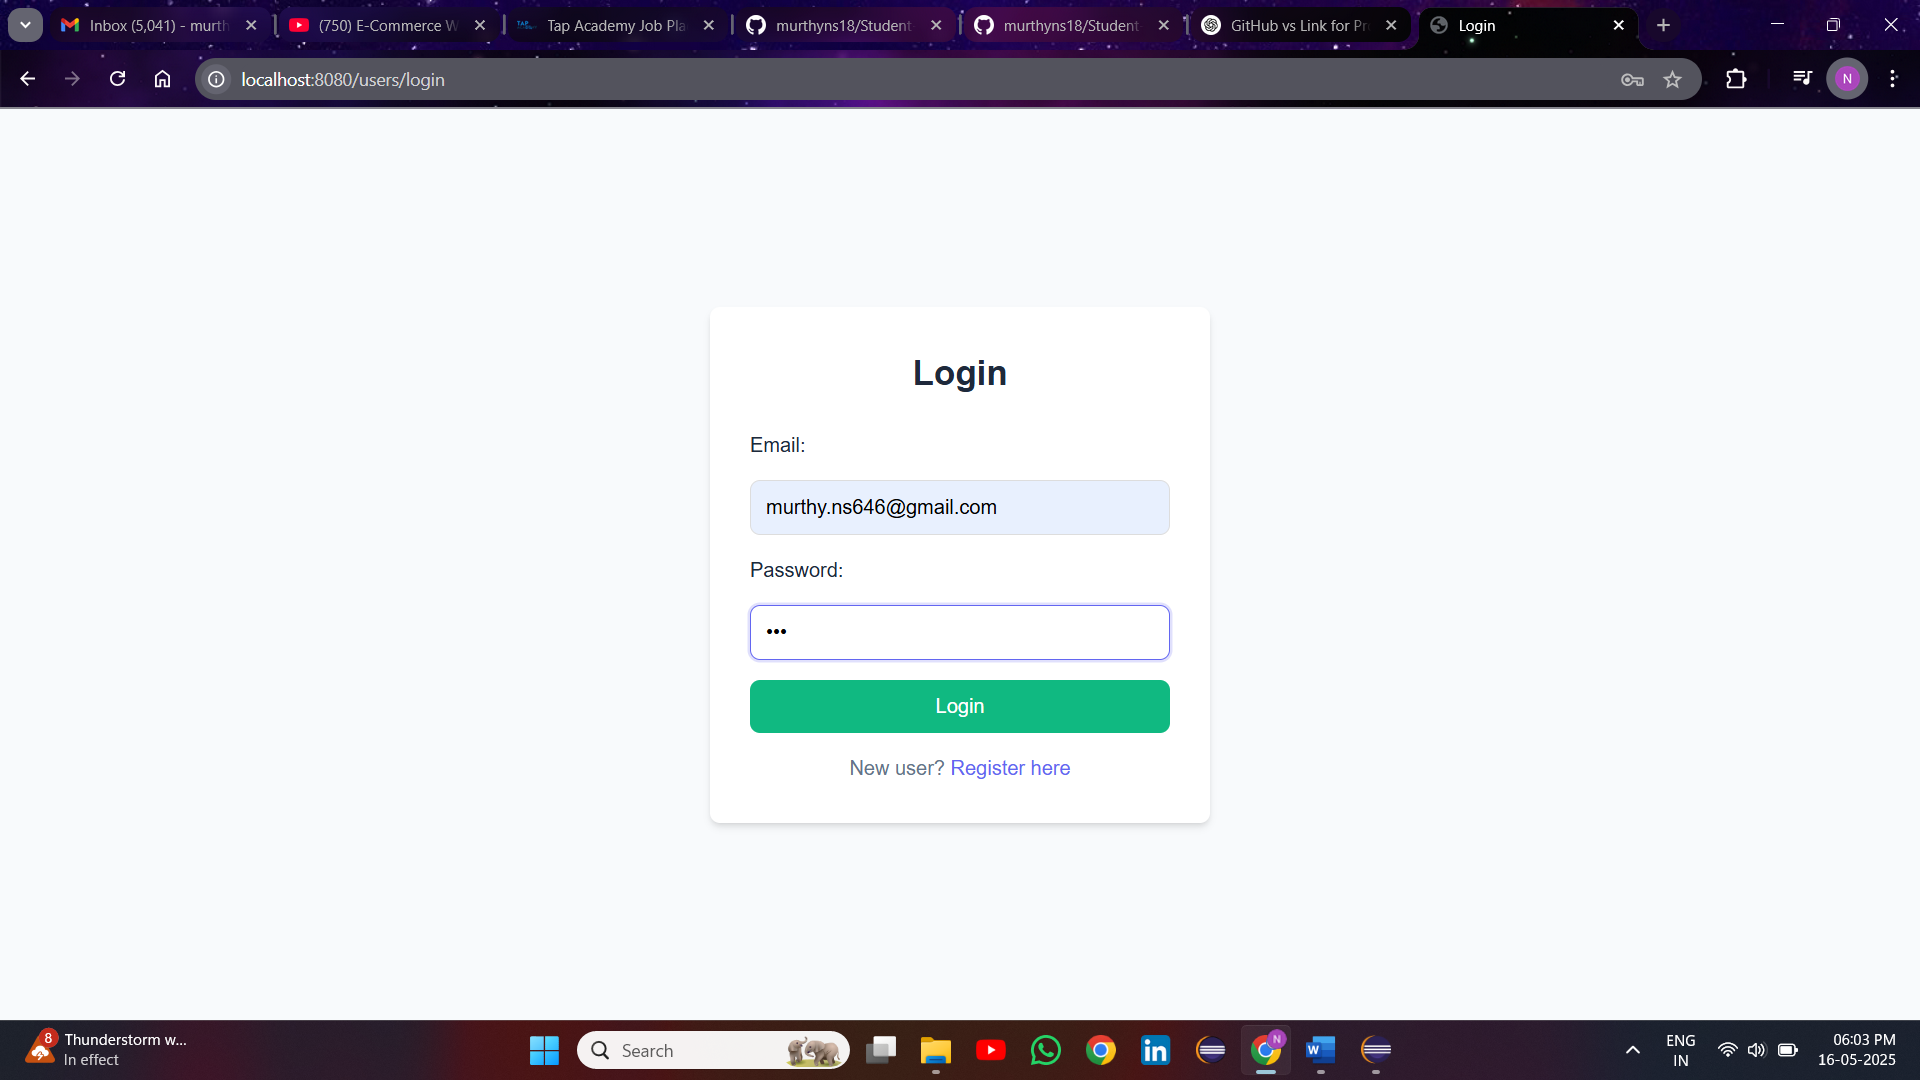 Inbox (5,041) - murth
(750) E-Commerce W
TAP
Tap Academy Job Pla
murthyns18/Student
murthyns18/Student
GitHub vs Link for Pr
Login
localhost:8080/users/login
N
Login
Email:
murthy.ns646@gmail.com
Password:
•••
Login
New user? Register here
8
Thunderstorm w...
In effect
Search
in
N
W
ENG
IN
06:03 PM
16-05-2025